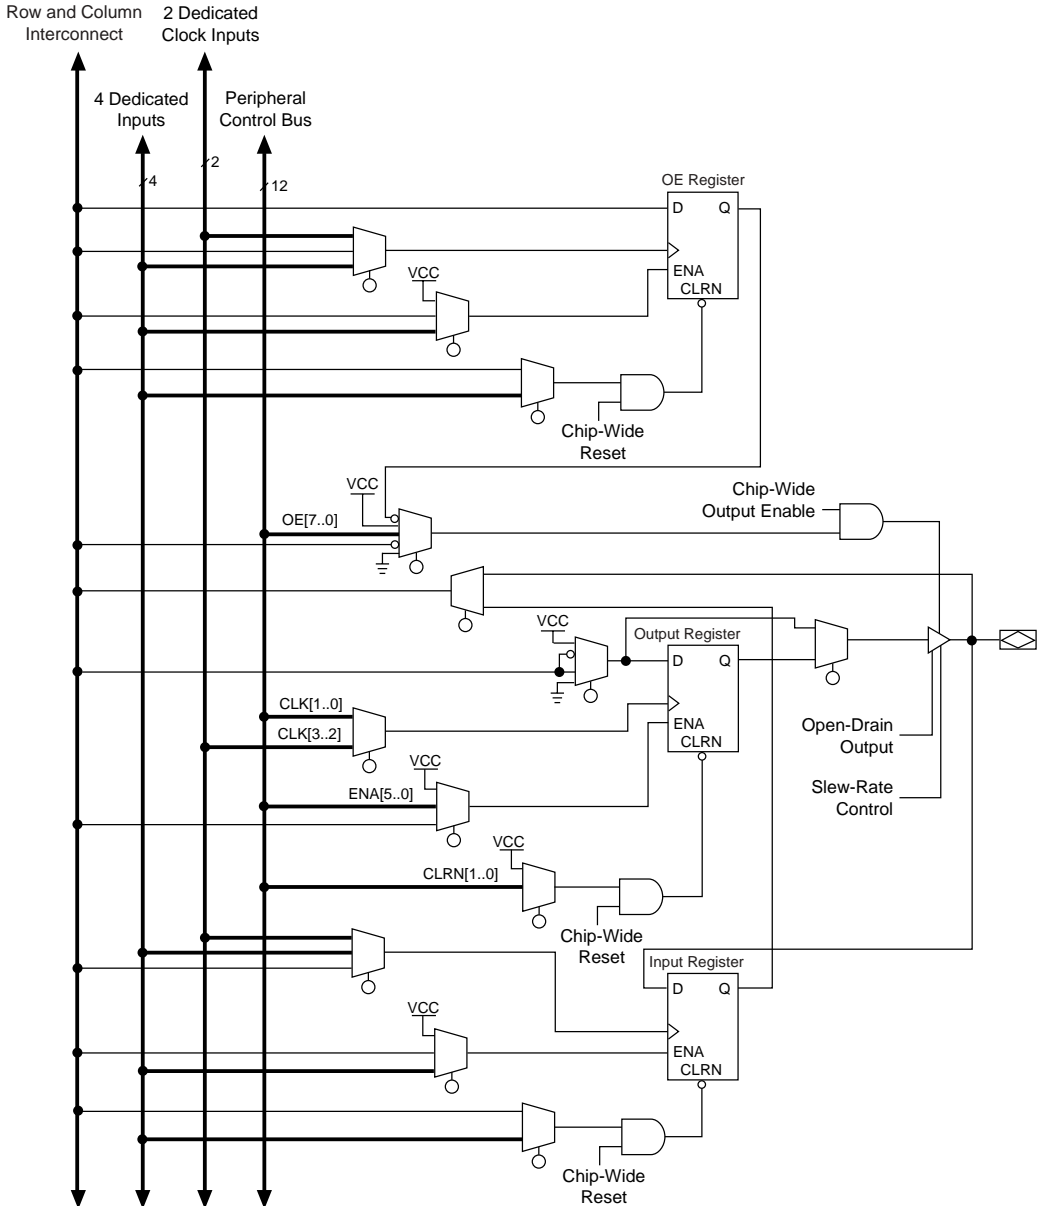 Row and Column
Interconnect
2 Dedicated
Clock Inputs
4 Dedicated
Inputs
Peripheral
Control Bus
2
4
12
OE Register
D Q
ENA
CLRN
VCC
Chip-Wide
Reset
VCC
OE[7..0]
Chip-Wide
Output Enable
VCC
Output Register
D Q
ENA
CLRN
CLK[1..0]
CLK[3..2]
VCC
ENA[5..0]
Open-Drain
Output
Slew-Rate
Control
VCC
CLRN[1..0]
Chip-Wide
Reset
Input Register
D Q
ENA
CLRN
VCC
Chip-Wide
Reset